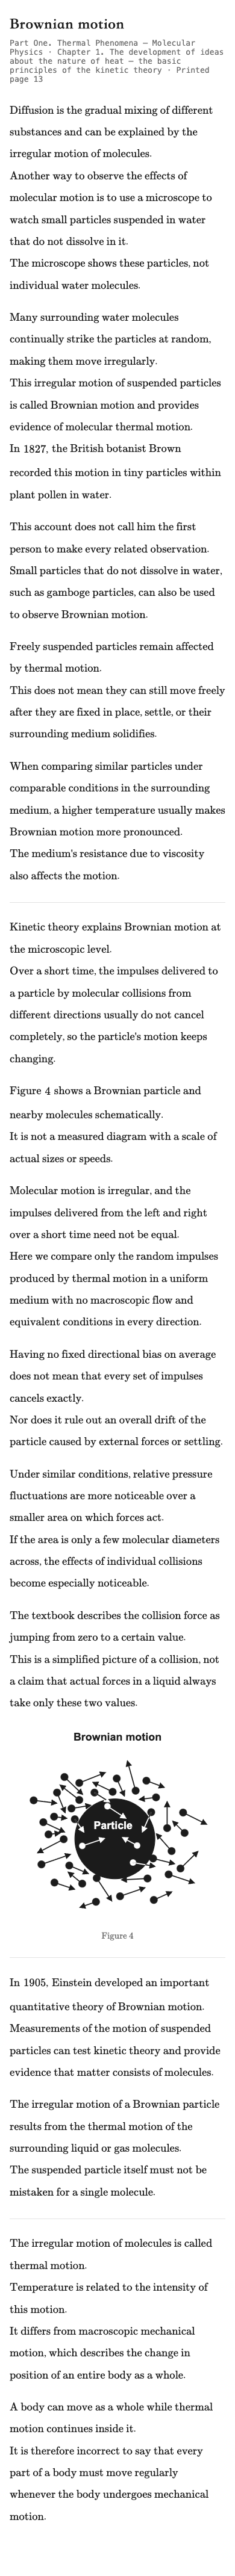 Brownian motion
Part One. Thermal Phenomena — Molecular
Physics · Chapter 1. The development of ideas
about the nature of heat — the basic
principles of the kinetic theory · Printed
page 13
Diffusion is the gradual mixing of different
substances and can be explained by the
irregular motion of molecules.
Another way to observe the effects of
molecular motion is to use a microscope to
watch small particles suspended in water
that do not dissolve in it.
The microscope shows these particles, not
individual water molecules.
Many surrounding water molecules
continually strike the particles at random,
making them move irregularly.
This irregular motion of suspended particles
is called Brownian motion and provides
evidence of molecular thermal motion.
In 1827, the British botanist Brown
recorded this motion in tiny particles within
plant pollen in water.
This account does not call him the first
person to make every related observation.
Small particles that do not dissolve in water,
such as gamboge particles, can also be used
to observe Brownian motion.
Freely suspended particles remain affected
by thermal motion.
This does not mean they can still move freely
after they are fixed in place, settle, or their
surrounding medium solidifies.
When comparing similar particles under
comparable conditions in the surrounding
medium, a higher temperature usually makes
Brownian motion more pronounced.
The medium's resistance due to viscosity
also affects the motion.
Kinetic theory explains Brownian motion at
the microscopic level.
Over a short time, the impulses delivered to
a particle by molecular collisions from
different directions usually do not cancel
completely, so the particle's motion keeps
changing.
Figure 4 shows a Brownian particle and
nearby molecules schematically.
It is not a measured diagram with a scale of
actual sizes or speeds.
Molecular motion is irregular, and the
impulses delivered from the left and right
over a short time need not be equal.
Here we compare only the random impulses
produced by thermal motion in a uniform
medium with no macroscopic flow and
equivalent conditions in every direction.
Having no fixed directional bias on average
does not mean that every set of impulses
cancels exactly.
Nor does it rule out an overall drift of the
particle caused by external forces or settling.
Under similar conditions, relative pressure
fluctuations are more noticeable over a
smaller area on which forces act.
If the area is only a few molecular diameters
across, the effects of individual collisions
become especially noticeable.
The textbook describes the collision force as
jumping from zero to a certain value.
This is a simplified picture of a collision, not
a claim that actual forces in a liquid always
take only these two values.
Brownian motion
Particle
Figure 4
In 1905, Einstein developed an important
quantitative theory of Brownian motion.
Measurements of the motion of suspended
particles can test kinetic theory and provide
evidence that matter consists of molecules.
The irregular motion of a Brownian particle
results from the thermal motion of the
surrounding liquid or gas molecules.
The suspended particle itself must not be
mistaken for a single molecule.
The irregular motion of molecules is called
thermal motion.
Temperature is related to the intensity of
this motion.
It differs from macroscopic mechanical
motion, which describes the change in
position of an entire body as a whole.
A body can move as a whole while thermal
motion continues inside it.
It is therefore incorrect to say that every
part of a body must move regularly
whenever the body undergoes mechanical
motion.